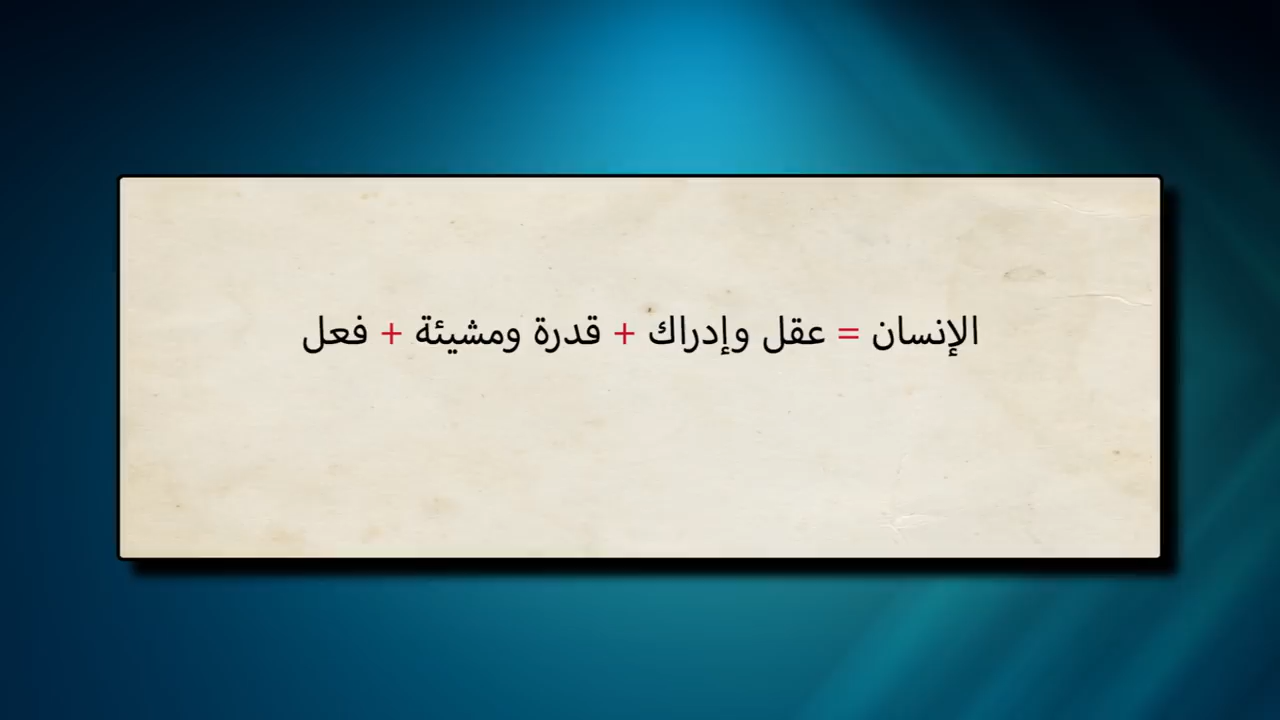 الإنسان = عقل وإدراك + قدرة ومشيئة + فعل